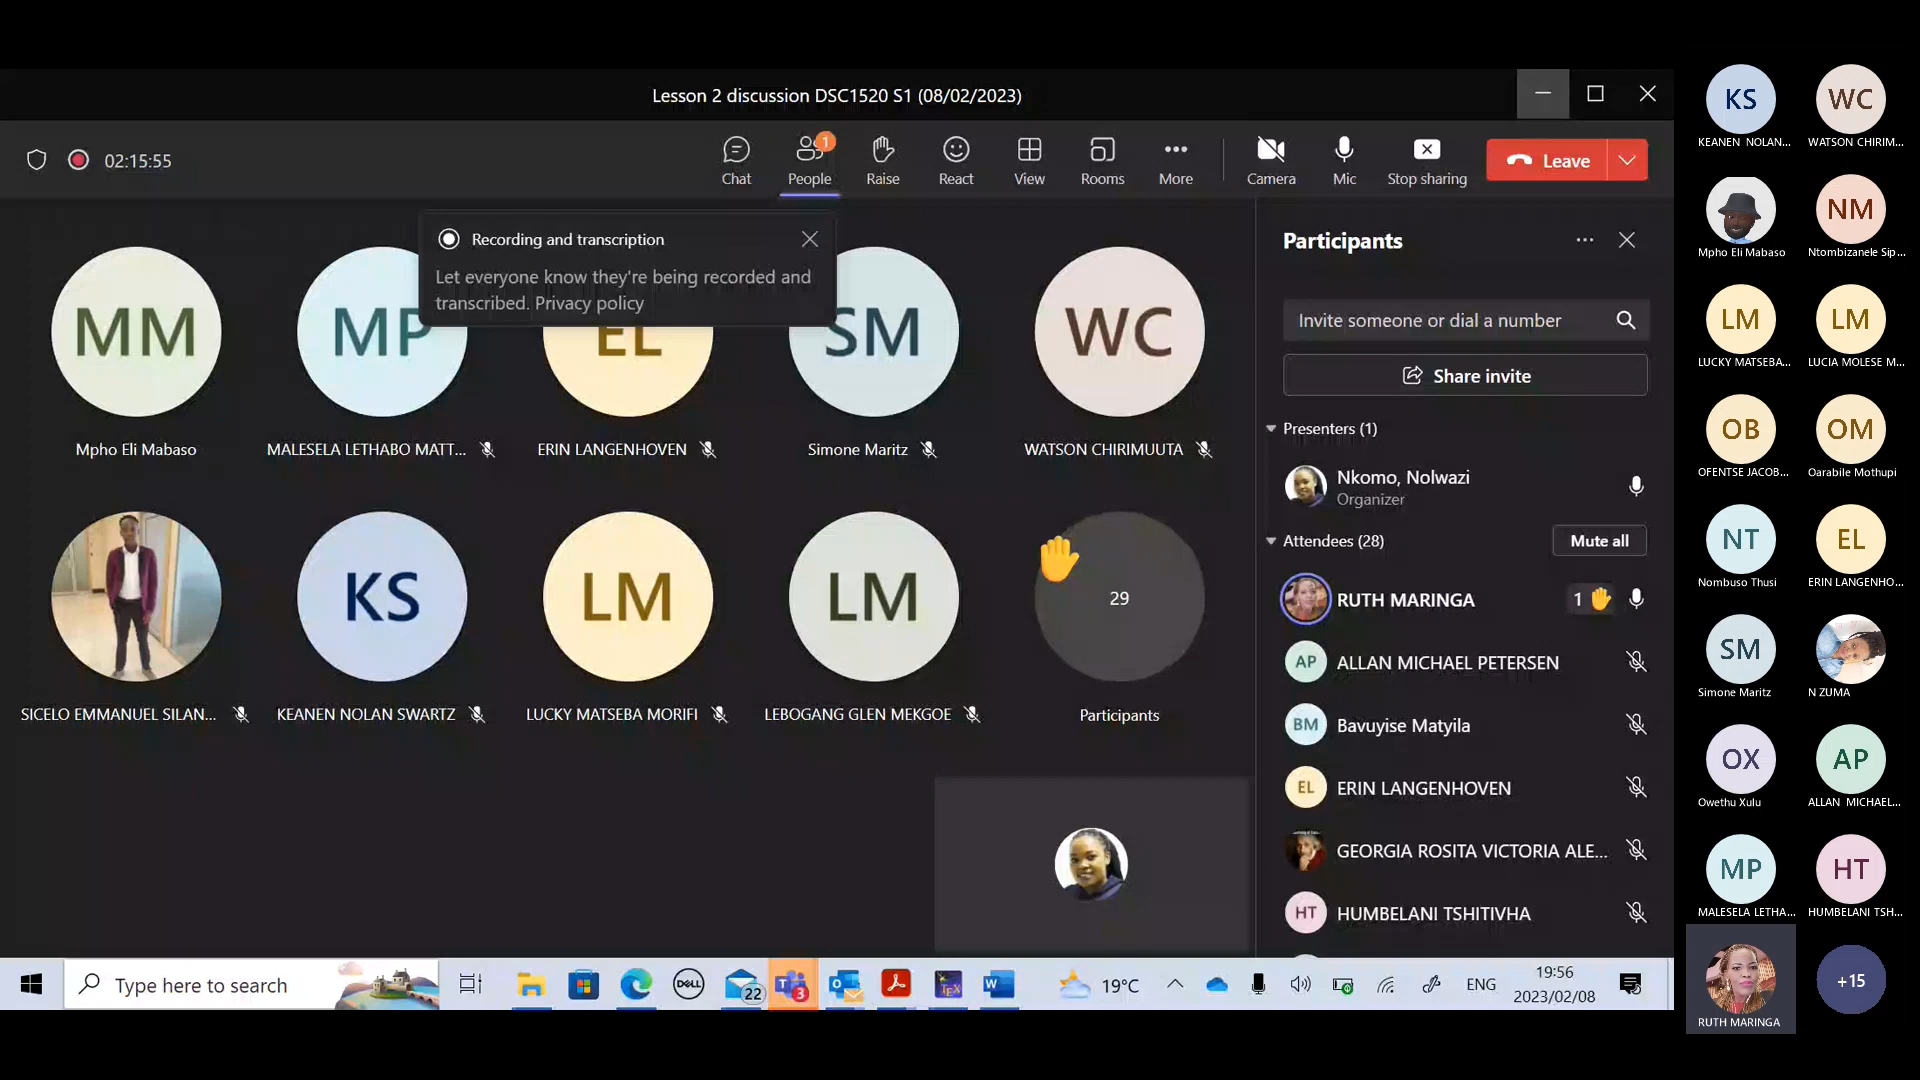 Lesson 2 discussion DSC1520 S1 (08/02/2023)
02:15:55
Chat
People
1
Raise
React
View
Rooms
More
Camera
Mic
Stop sharing
Leave
Recording and transcription
Let everyone know they're being recorded and
transcribed. Privacy policy
MM
MP
EL
SM
WC
Mpho Eli Mabaso
MALESELA LETHABO MATT...
ERIN LANGENHOVEN
Simone Maritz
WATSON CHIRIMUUTA
KS
LM
LM
29
SICELO EMMANUEL SILAN...
KEANEN NOLAN SWARTZ
LUCKY MATSEBA MORIFI
LEBOGANG GLEN MEKGOE
Participants
Participants
Invite someone or dial a number
Share invite
Presenters (1)
Nkomo, Nolwazi
Organizer
Attendees (28)
Mute all
RUTH MARINGA
1
AP
ALLAN MICHAEL PETERSEN
BM
Bavuyise Matyila
EL
ERIN LANGENHOVEN
GEORGIA ROSITA VICTORIA ALE...
HT
HUMBELANI TSHITIVHA
KS
WC
KEANEN NOLAN...
WATSON CHIRIM...
NM
Mpho Eli Mabaso
Ntombizanele Sip...
LM
LM
LUCKY MATSEBA...
LUCIA MOLESE M...
OB
OM
OFENTSE JACOB...
Oarabile Mothupi
NT
EL
Nombuso Thusi
ERIN LANGENHO...
SM
Simone Maritz
N ZUMA
OX
AP
Owethu Xulu
ALLAN MICHAEL...
MP
HT
MALESELA LETHA...
HUMBELANI TSH...
RUTH MARINGA
+15
Type here to search
DELL
22
T
3
O
TEX
W
19°C
ENG
19:56
2023/02/08